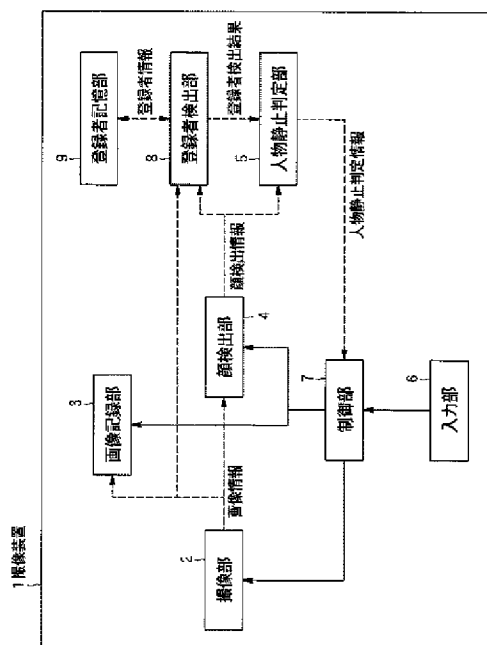 1撮像装置
2
撮像部
画像情報
3
画像記録部
顔検出部
4
顔検出情報
9
登録者記憶部
登録者情報
8
登録者検出部
登録者検出結果
5
人物静止判定部
人物静止判定情報
7
制御部
6
入力部